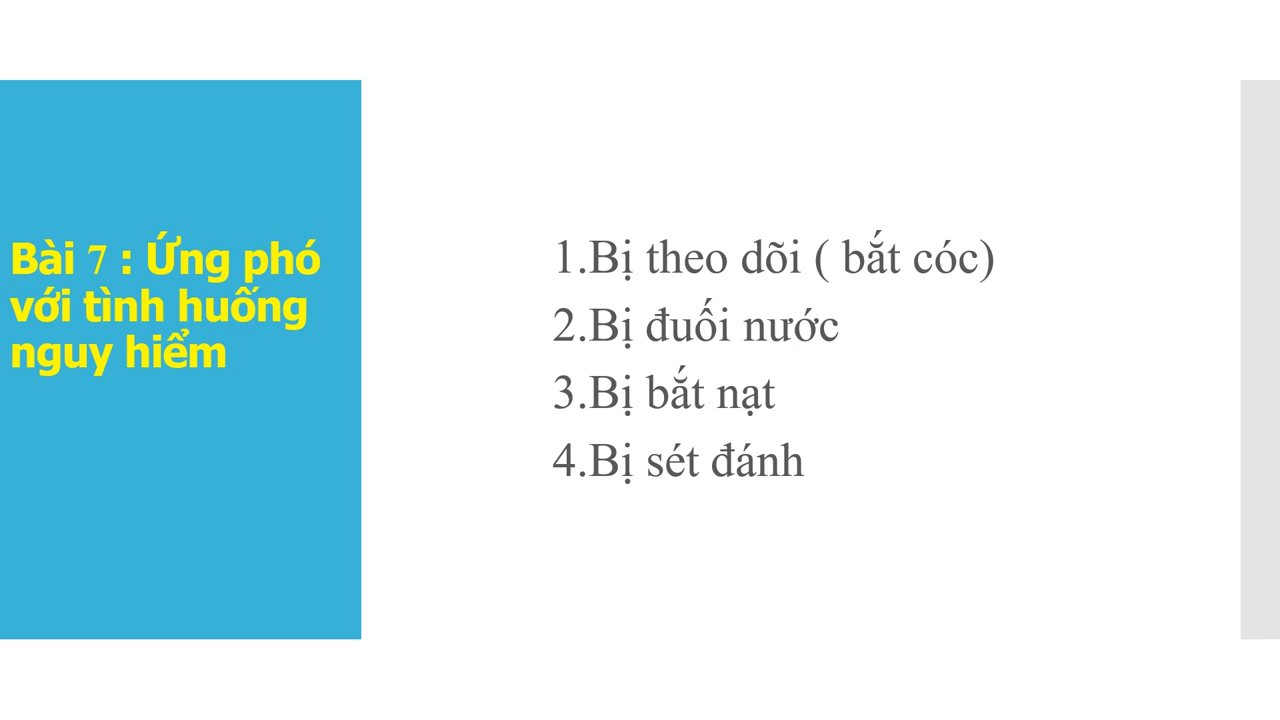 Bài 7 : Ứng phó
với tình huống
nguy hiểm
1.Bị theo dõi ( bắt cóc)
2.Bị đuối nước
3.Bị bắt nạt
4.Bị sét đánh